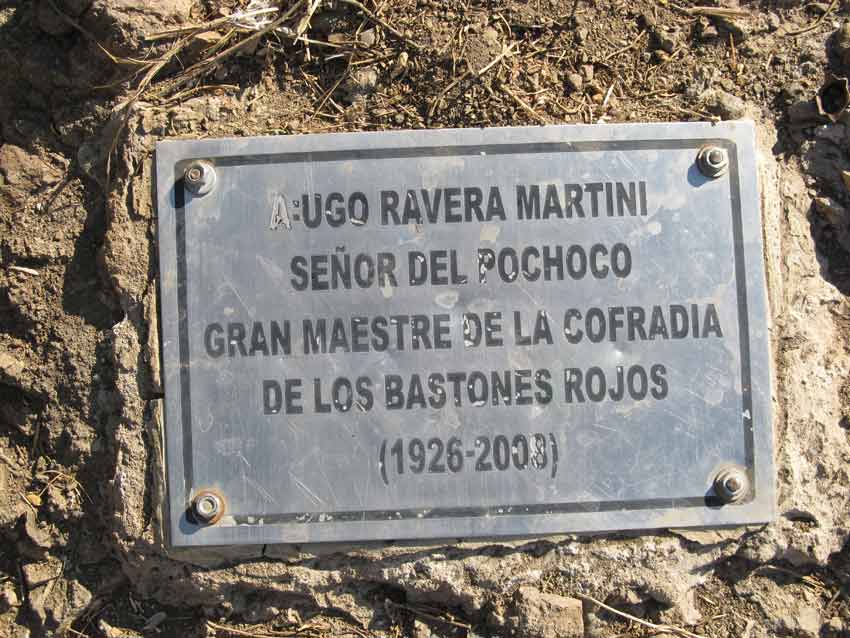 A: UGO RAVERA MARTINI
SEÑOR DEL POCHOCO
GRAN MAESTRE DE LA COFRADIA
DE LOS BASTONES ROJOS
(1926-2008)